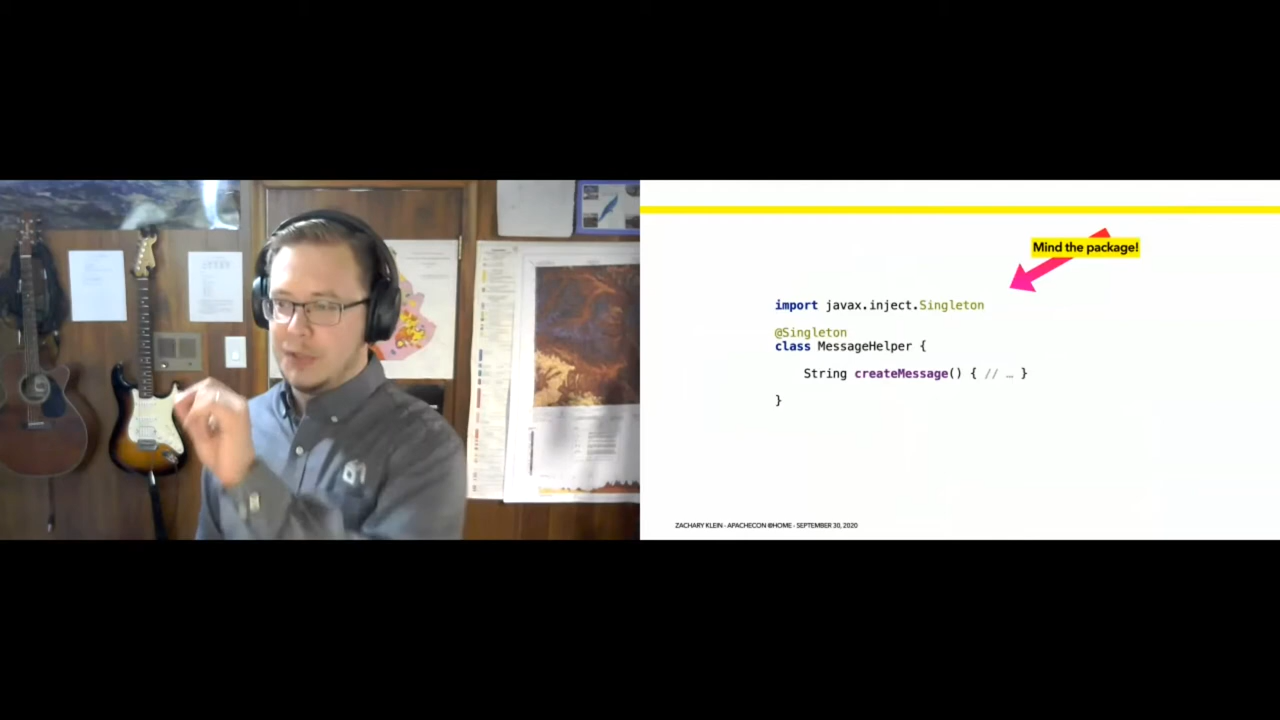 Mind the package!
import javax.inject.Singleton
@Singleton
class MessageHelper {
String createMessage() { // … }
}
ZACHARY KLEIN - APACHECON @HOME - SEPTEMBER 30, 2020